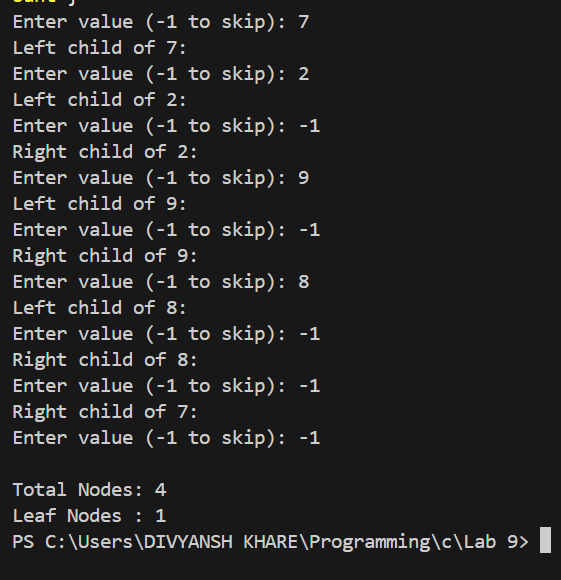 Enter value (-1 to skip): 7
Left child of 7:
Enter value (-1 to skip): 2
Left child of 2:
Enter value (-1 to skip): -1
Right child of 2:
Enter value (-1 to skip): 9
Left child of 9:
Enter value (-1 to skip): -1
Right child of 9:
Enter value (-1 to skip): 8
Left child of 8:
Enter value (-1 to skip): -1
Right child of 8:
Enter value (-1 to skip): -1
Right child of 7:
Enter value (-1 to skip): -1
Total Nodes: 4
Leaf Nodes : 1
PS C:\Users\DIVYANSH KHARE\Programming\c\Lab 9>